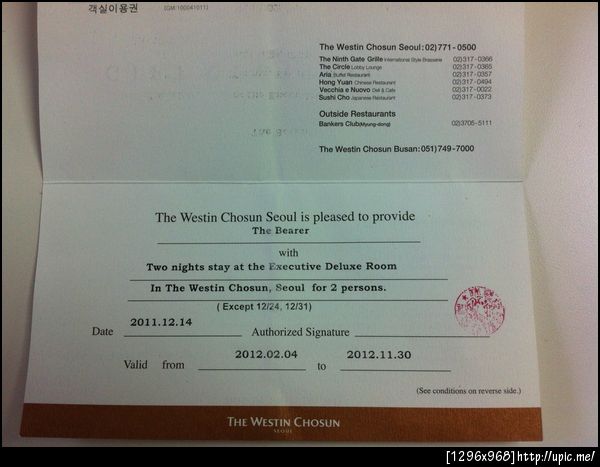 객실이용권 (GM:100041011)
The Westin Chosun Seoul:02)771-0500
The Ninth Gate Grille International Style Brasserie 02)317-0366
The Circle Lobby Lounge 02)317-0365
Aria Buffet Restaurant 02)317-0357
Hong Yuan Chinese Restaurant 02)317-0494
Vecchia e Nuovo Deli & Cafe 02)317-0022
Sushi Cho Japanese Restaurant 02)317-0373
Outside Restaurants
Bankers Club(Myung-dong) 02)3705-5111
The Westin Chosun Busan:051)749-7000
The Westin Chosun Seoul is pleased to provide
The Bearer
with
Two nights stay at the Executive Deluxe Room
In The Westin Chosun, Seoul for 2 persons.
( Except 12/24, 12/31)
Date 2011.12.14 Authorized Signature
Valid from 2012.02.04 to 2012.11.30
(See conditions on reverse side.)
THE WESTIN CHOSUN
SEOUL
[1296x968]http://upic.me/